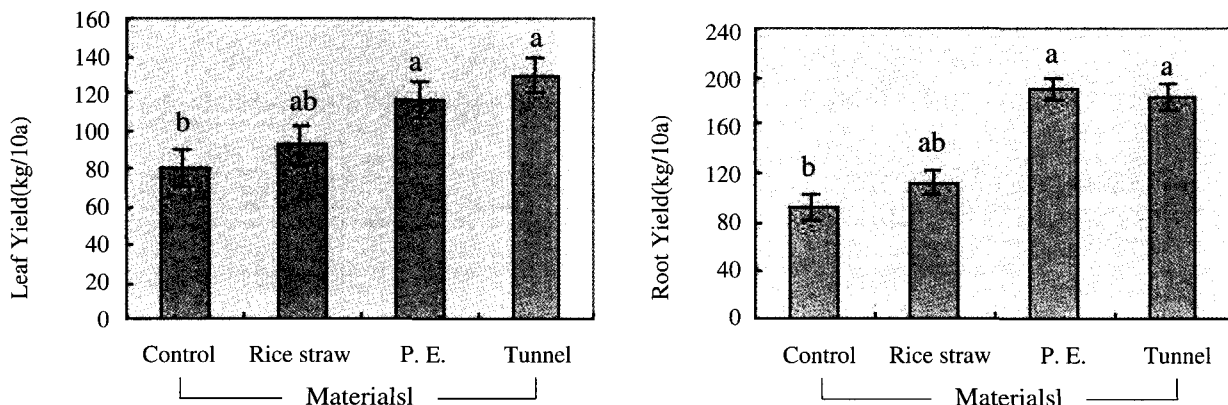 160
140
120
100
80
60
40
20
0
Leaf Yield(kg/10a)
b
ab
a
a
Control Rice straw P. E. Tunnel
Materialsl
240
200
160
120
80
40
0
Root Yield(kg/10a)
b
ab
a
a
Control Rice straw P. E. Tunnel
Materialsl